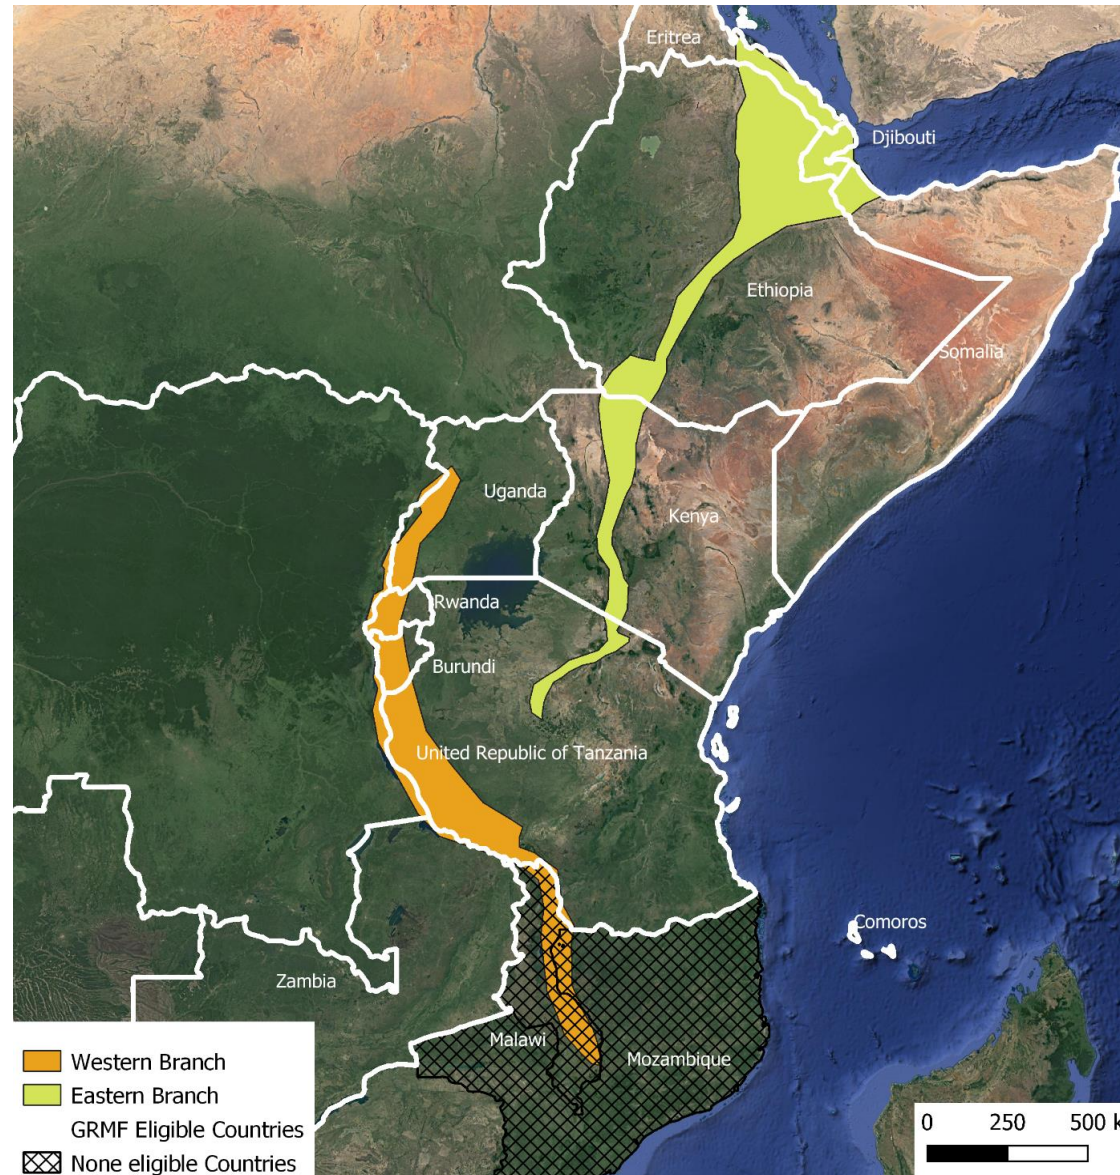 Eritrea
Djibouti
Ethiopia
Somalia
Uganda
Kenya
Rwanda
Burundi
United Republic of Tanzania
Comoros
Zambia
Malawi
Mozambique
Western Branch
Eastern Branch
GRMF Eligible Countries
None eligible Countries
0 250 500 k